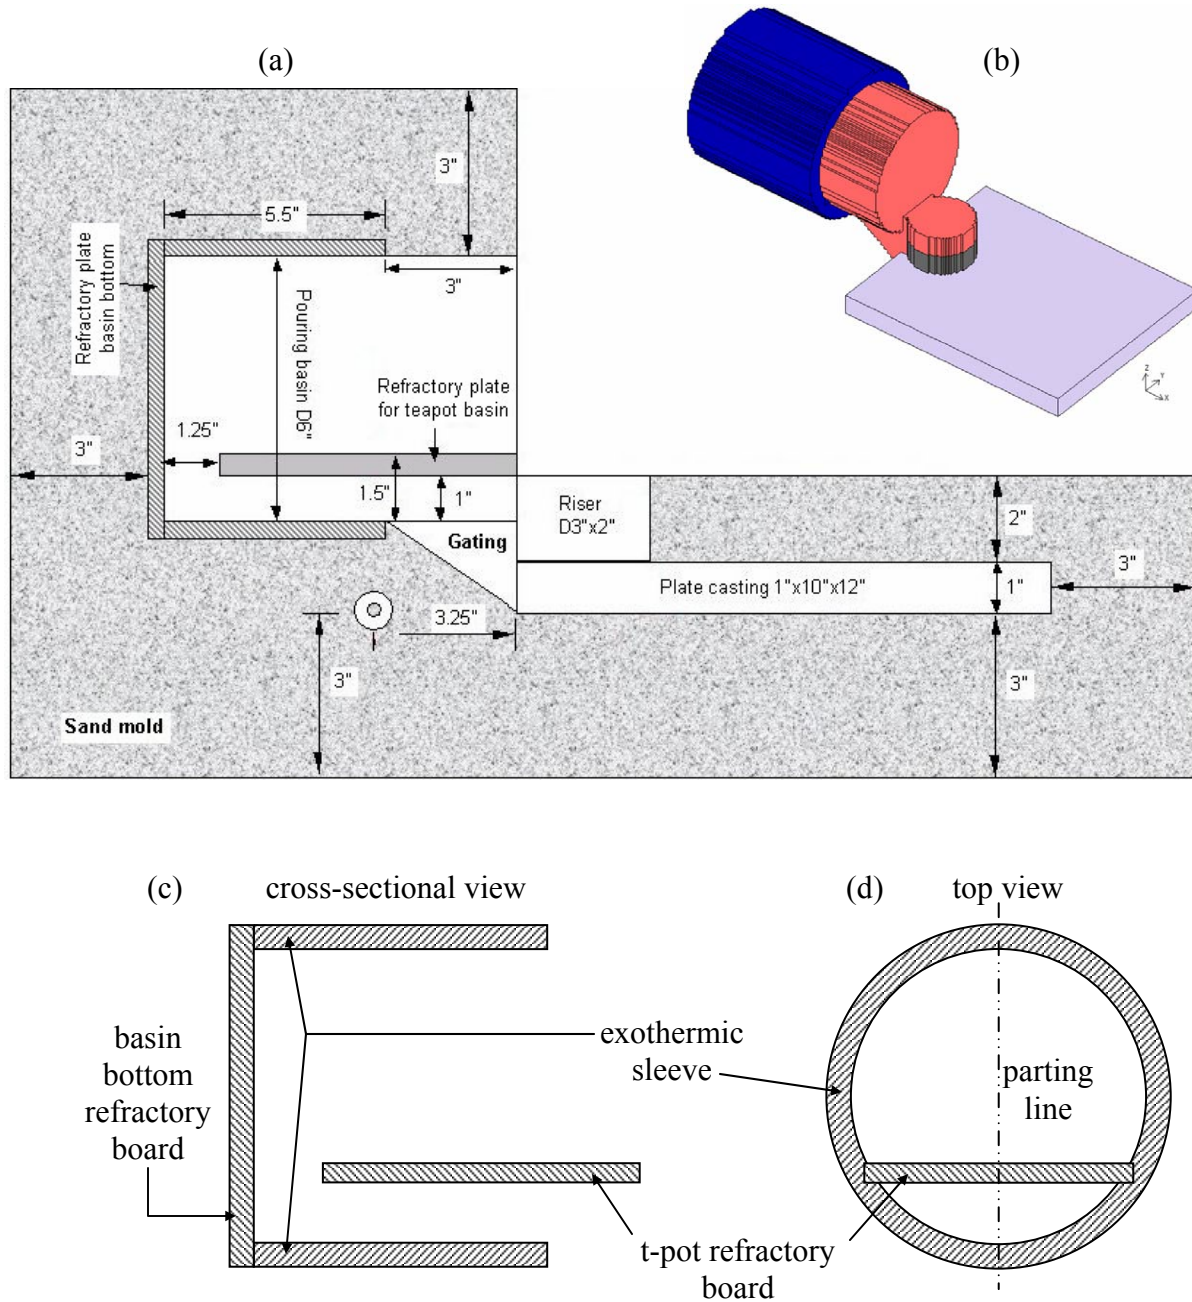 (a)
(b)
3"
5.5"
3"
Refractory plate
basin bottom
Pouring basin D6"
Refractory plate
for teapot basin
1.25"
3"
1.5"
1"
Riser
D3"x2"
2"
Gating
Plate casting 1"x10"x12"
1"
3"
3.25"
3"
3"
Sand mold
Z
Y
X
(c)
cross-sectional view
(d)
top view
exothermic
sleeve
basin
bottom
refractory
board
parting
line
t-pot refractory
board